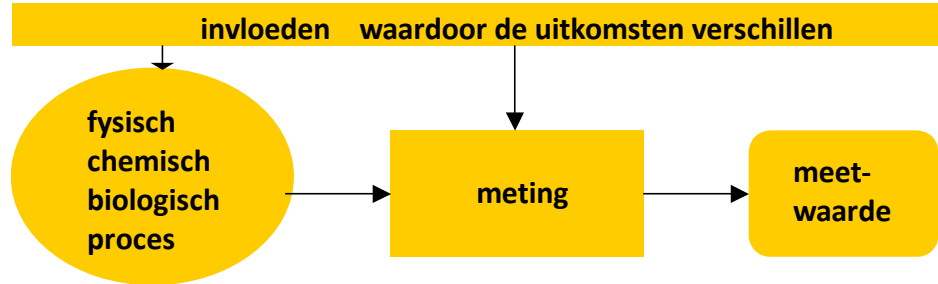 invloeden waardoor de uitkomsten verschillen
fysisch
chemisch
biologisch
proces
meting
meet-
waarde